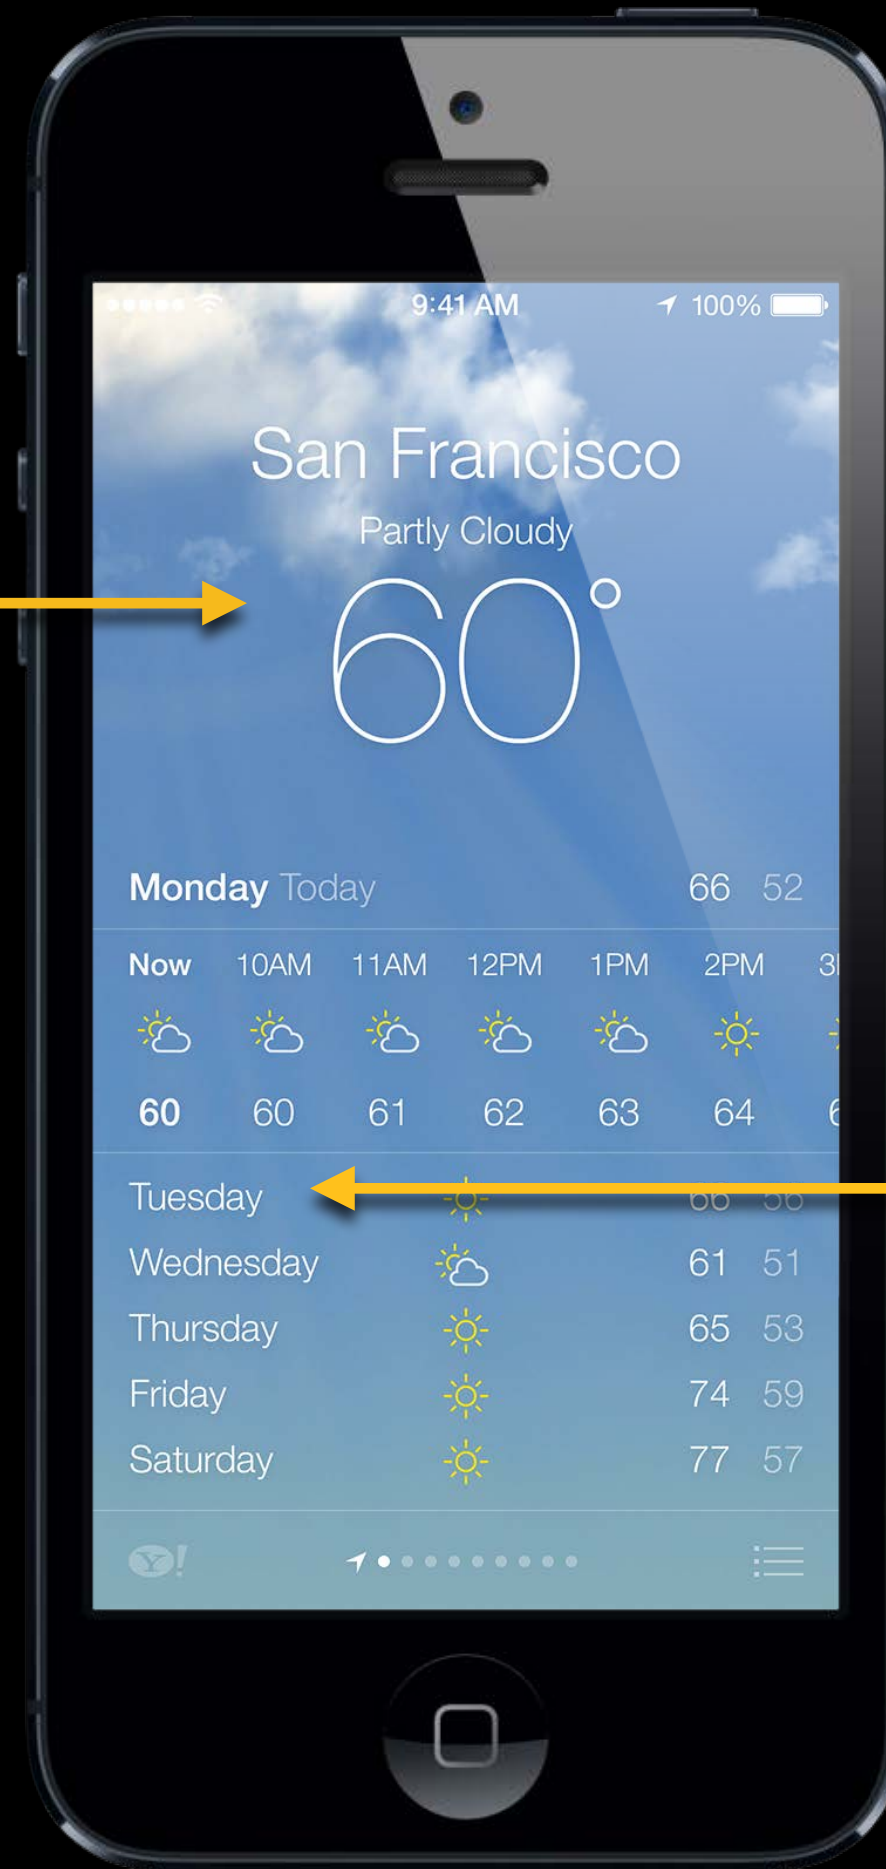 9:41 AM 100%
San Francisco
Partly Cloudy
60°
Monday Today 66 52
Now 10AM 11AM 12PM 1PM 2PM
60 60 61 62 63 64
Tuesday 66 56
Wednesday 61 51
Thursday 65 53
Friday 74 59
Saturday 77 57
Y!